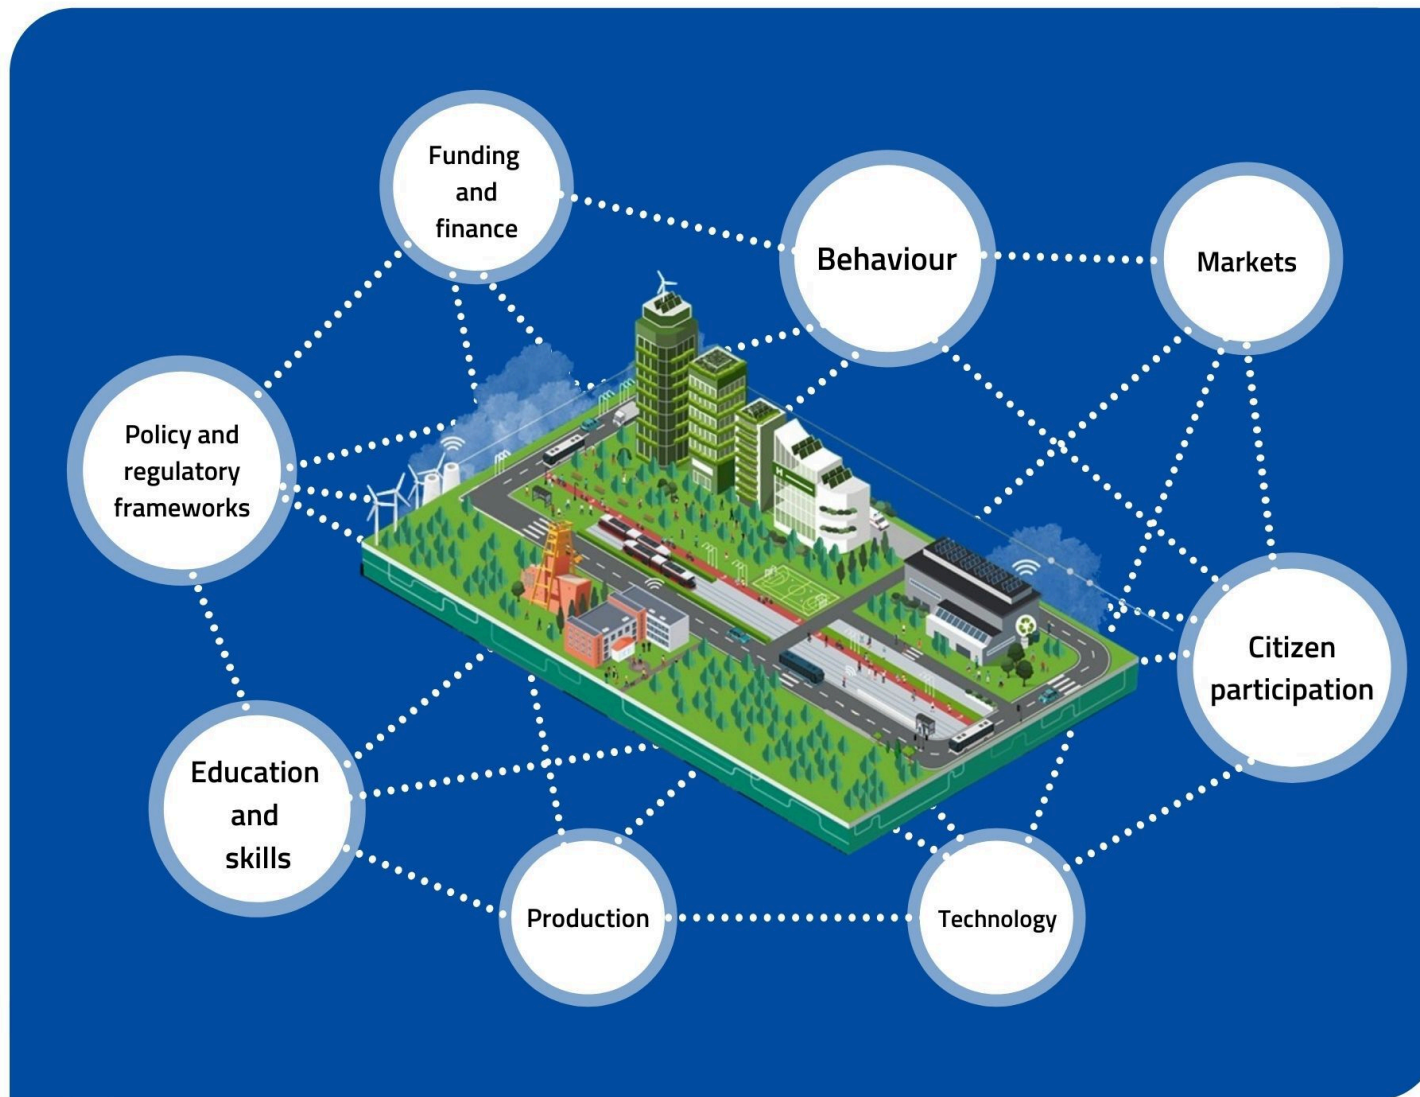 Funding
and
finance
Behaviour
Markets
Policy and
regulatory
frameworks
Citizen
participation
Education
and
skills
Production
Technology